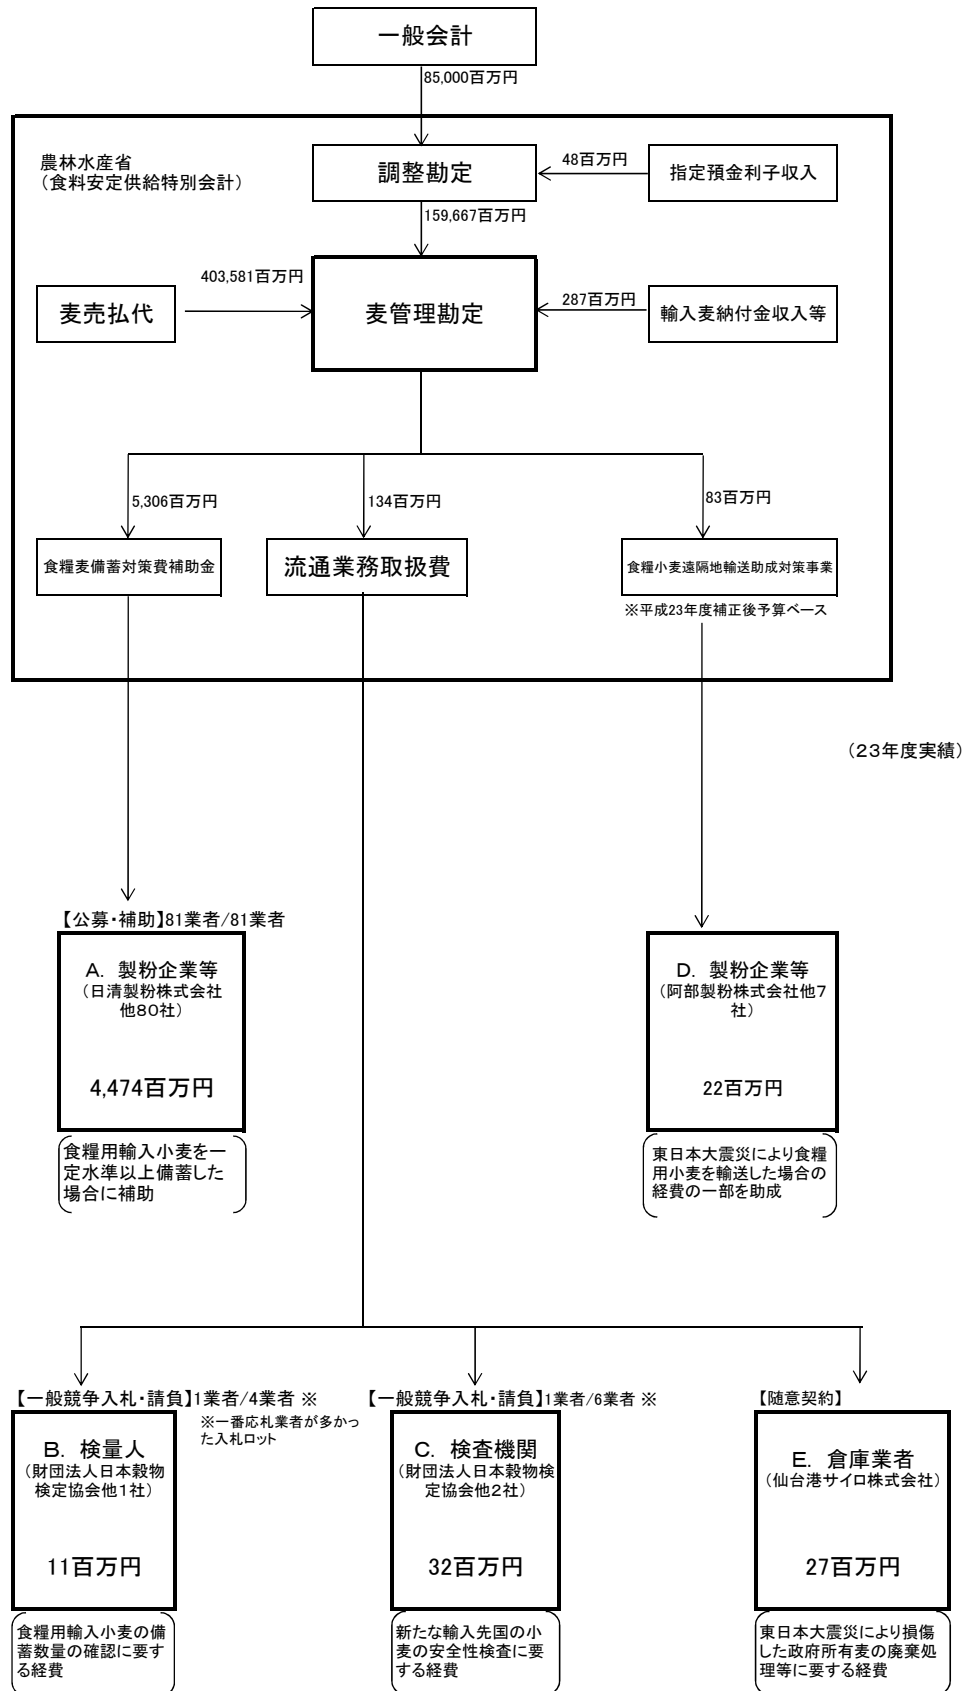 一般会計
85,000百万円
農林水産省
（食料安定供給特別会計）
調整勘定
48百万円
指定預金利子収入
159,667百万円
403,581百万円
麦売払代
麦管理勘定
287百万円
輸入麦納付金収入等
5,306百万円
134百万円
83百万円
食糧麦備蓄対策費補助金
流通業務取扱費
食糧小麦遠隔地輸送助成対策事業
※平成23年度補正後予算ベース
（２３年度実績）
【公募・補助】81業者/81業者
Ａ．製粉企業等
（日清製粉株式会社
他８０社）
4,474百万円
食糧用輸入小麦を一
定水準以上備蓄した
場合に補助
Ｄ．製粉企業等
（阿部製粉株式会社他７
社）
22百万円
東日本大震災により食糧
用小麦を輸送した場合の
経費の一部を助成
【一般競争入札・請負】1業者/4業者 ※
※一番応札業者が多かっ
た入札ロット
Ｂ．検量人
（財団法人日本穀物
検定協会他１社）
11百万円
食糧用輸入小麦の備
蓄数量の確認に要す
る経費
【一般競争入札・請負】1業者/6業者 ※
Ｃ．検査機関
（財団法人日本穀物検
定協会他２社）
32百万円
新たな輸入先国の小
麦の安全性検査に要
する経費
【随意契約】
Ｅ．倉庫業者
（仙台港サイロ株式会社）
27百万円
東日本大震災により損傷
した政府所有麦の廃棄処
理等に要する経費